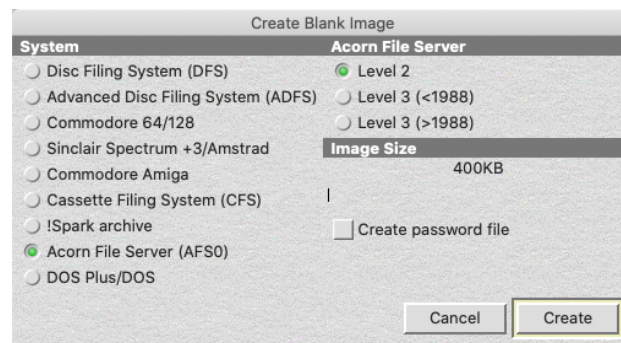 Create Blank Image
System
Disc Filing System (DFS)
Advanced Disc Filing System (ADFS)
Commodore 64/128
Sinclair Spectrum +3/Amstrad
Commodore Amiga
Cassette Filing System (CFS)
!Spark archive
Acorn File Server (AFS0)
DOS Plus/DOS
Acorn File Server
Level 2
Level 3 (<1988)
Level 3 (>1988)
Image Size
400KB
Create password file
Cancel
Create